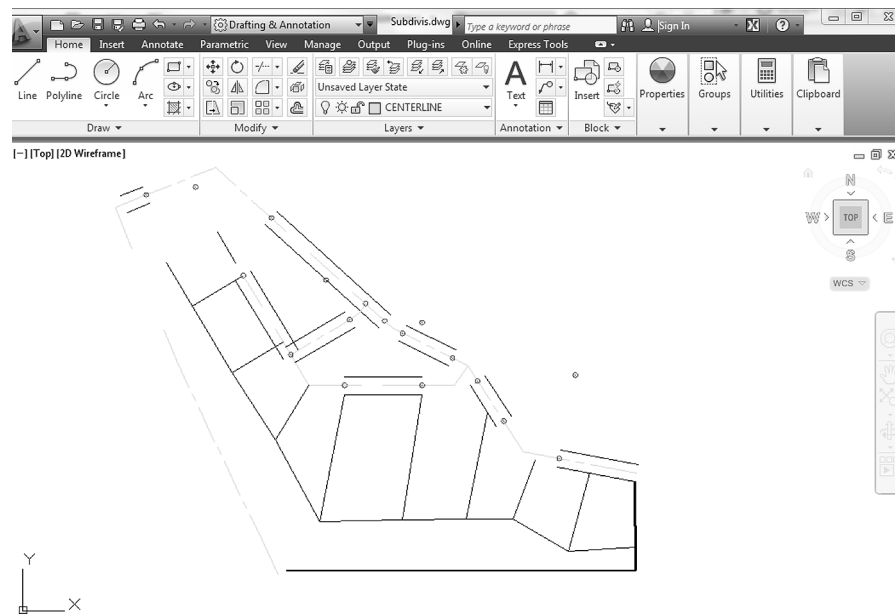 Drafting & Annotation Subdivis.dwg Type a keyword or phrase Sign In
Home Insert Annotate Parametric View Manage Output Plug-ins Online Express Tools
Unsaved Layer State
CENTERLINE
Line Polyline Circle Arc Text Insert Properties Groups Utilities Clipboard
Draw Modify Layers Annotation Block
[−] [Top] [2D Wireframe]
N
W TOP E
S
WCS
Y
X